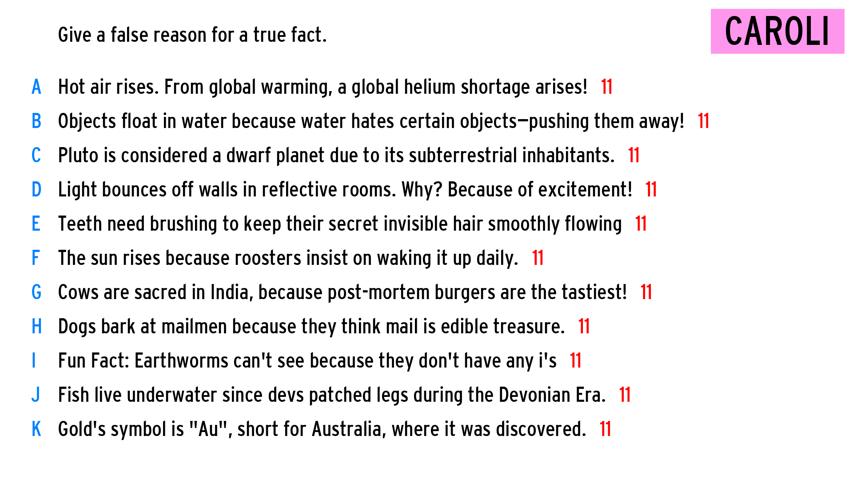 Give a false reason for a true fact.
CAROLI
A Hot air rises. From global warming, a global helium shortage arises! 11
B Objects float in water because water hates certain objects—pushing them away! 11
C Pluto is considered a dwarf planet due to its subterrestrial inhabitants. 11
D Light bounces off walls in reflective rooms. Why? Because of excitement! 11
E Teeth need brushing to keep their secret invisible hair smoothly flowing 11
F The sun rises because roosters insist on waking it up daily. 11
G Cows are sacred in India, because post-mortem burgers are the tastiest! 11
H Dogs bark at mailmen because they think mail is edible treasure. 11
I Fun Fact: Earthworms can't see because they don't have any i's 11
J Fish live underwater since devs patched legs during the Devonian Era. 11
K Gold's symbol is "Au", short for Australia, where it was discovered. 11